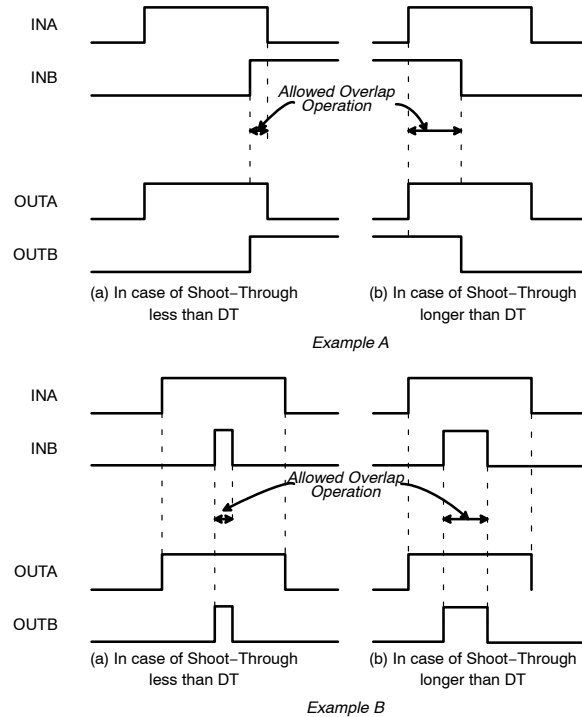 INA
INB
Allowed Overlap
Operation
OUTA
OUTB
(a) In case of Shoot−Through
less than DT
(b) In case of Shoot−Through
longer than DT
Example A
INA
INB
Allowed Overlap
Operation
OUTA
OUTB
(a) In case of Shoot−Through
less than DT
(b) In case of Shoot−Through
longer than DT
Example B